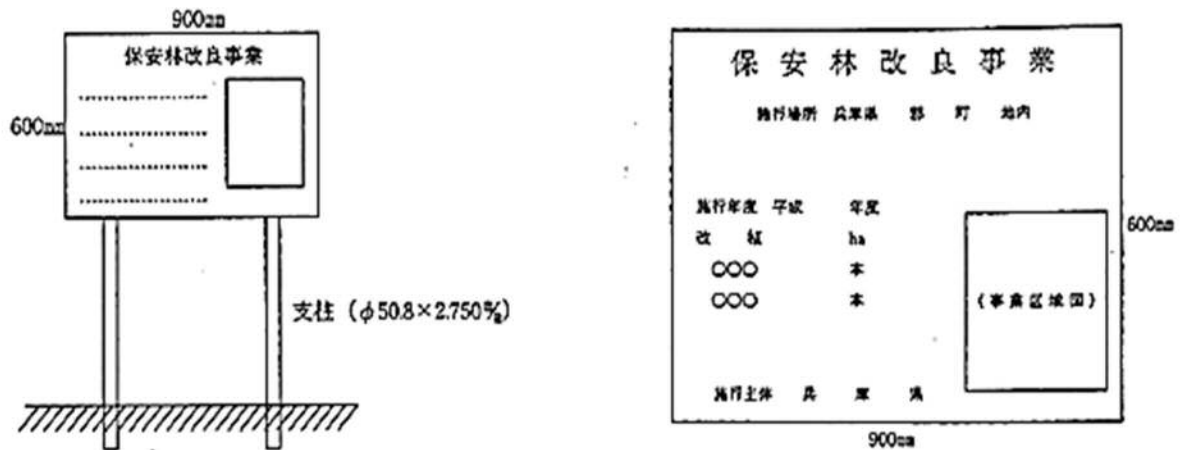 900mm
保安林改良事業
600mm
支柱 (φ50.8×2.750㎜)
保安林改良事業
施行場所 兵庫県 郡 町 地内
施行年度 平成 年度
改 植 ha
○○○ 本
○○○ 本
(事業区域図)
600mm
施行主体 兵 庫 県
900mm